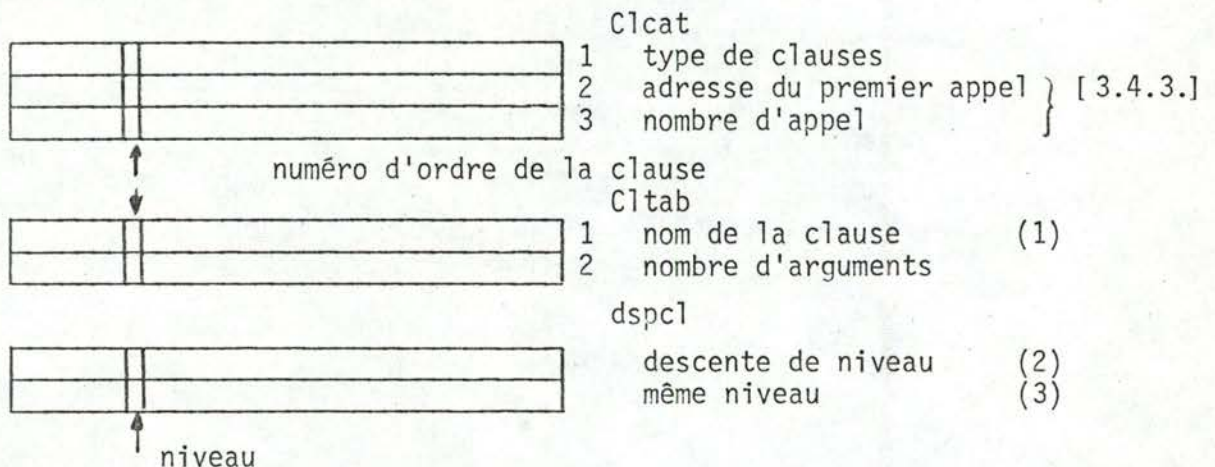 Clcat
1 type de clauses
2 adresse du premier appel } [ 3.4.3.]
3 nombre d'appel
numéro d'ordre de la clause
Cltab
1 nom de la clause (1)
2 nombre d'arguments
dspcl
descente de niveau (2)
même niveau (3)
niveau